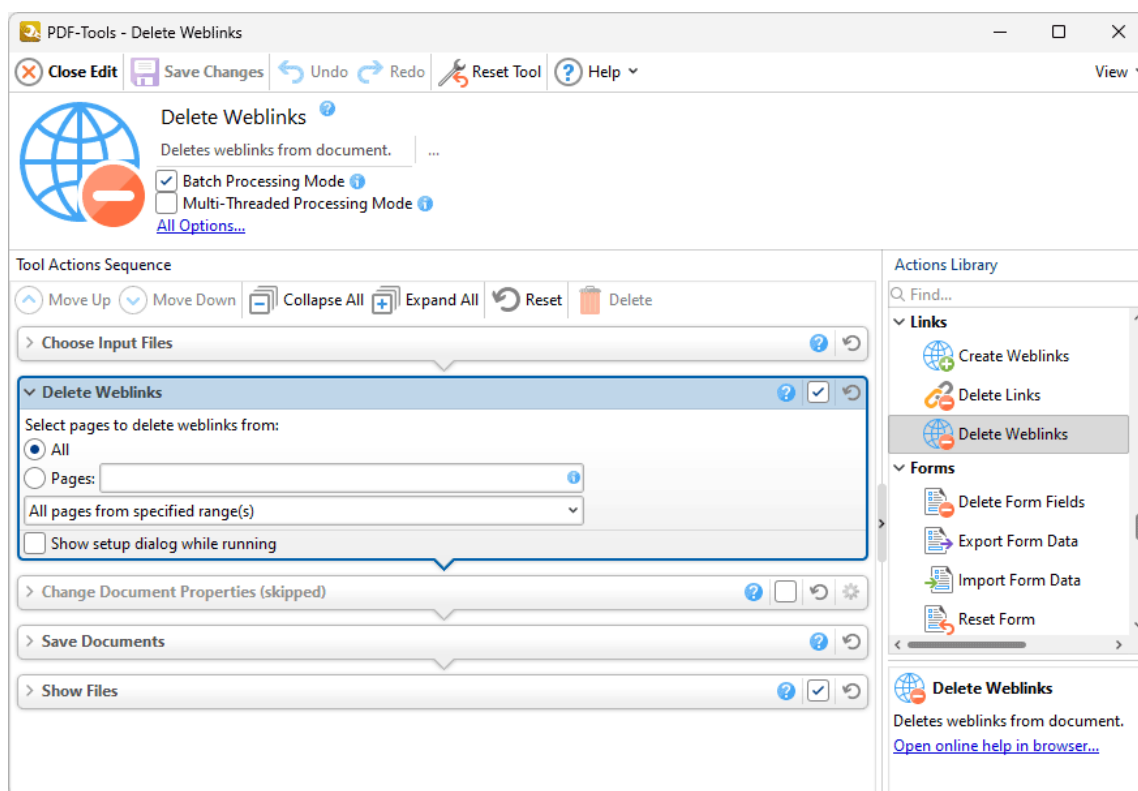 PDF-Tools - Delete Weblinks
Close Edit Save Changes Undo Redo Reset Tool ? Help View
Delete Weblinks ?
Deletes weblinks from document. ...
Batch Processing Mode i
Multi-Threaded Processing Mode i
All Options...
Tool Actions Sequence
Move Up Move Down Collapse All Expand All Reset Delete
Choose Input Files ?
Delete Weblinks ?
Select pages to delete weblinks from:
All
Pages: i
All pages from specified range(s)
Show setup dialog while running
Change Document Properties (skipped) ?
Save Documents ?
Show Files ?
Actions Library
Find...
Links
Create Weblinks
Delete Links
Delete Weblinks
Forms
Delete Form Fields
Export Form Data
Import Form Data
Reset Form
Delete Weblinks
Deletes weblinks from document.
Open online help in browser...